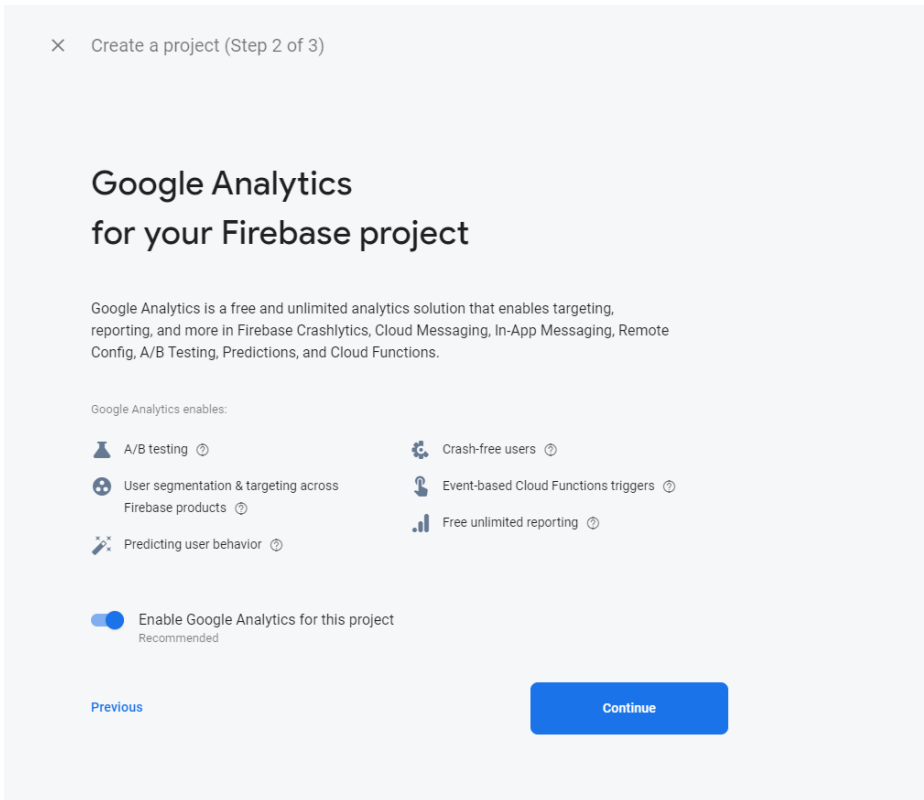 Create a project (Step 2 of 3)
Google Analytics
for your Firebase project
Google Analytics is a free and unlimited analytics solution that enables targeting,
reporting, and more in Firebase Crashlytics, Cloud Messaging, In-App Messaging, Remote
Config, A/B Testing, Predictions, and Cloud Functions.
Google Analytics enables:
A/B testing
User segmentation & targeting across
Firebase products
Predicting user behavior
Crash-free users
Event-based Cloud Functions triggers
Free unlimited reporting
Enable Google Analytics for this project
Recommended
Previous
Continue